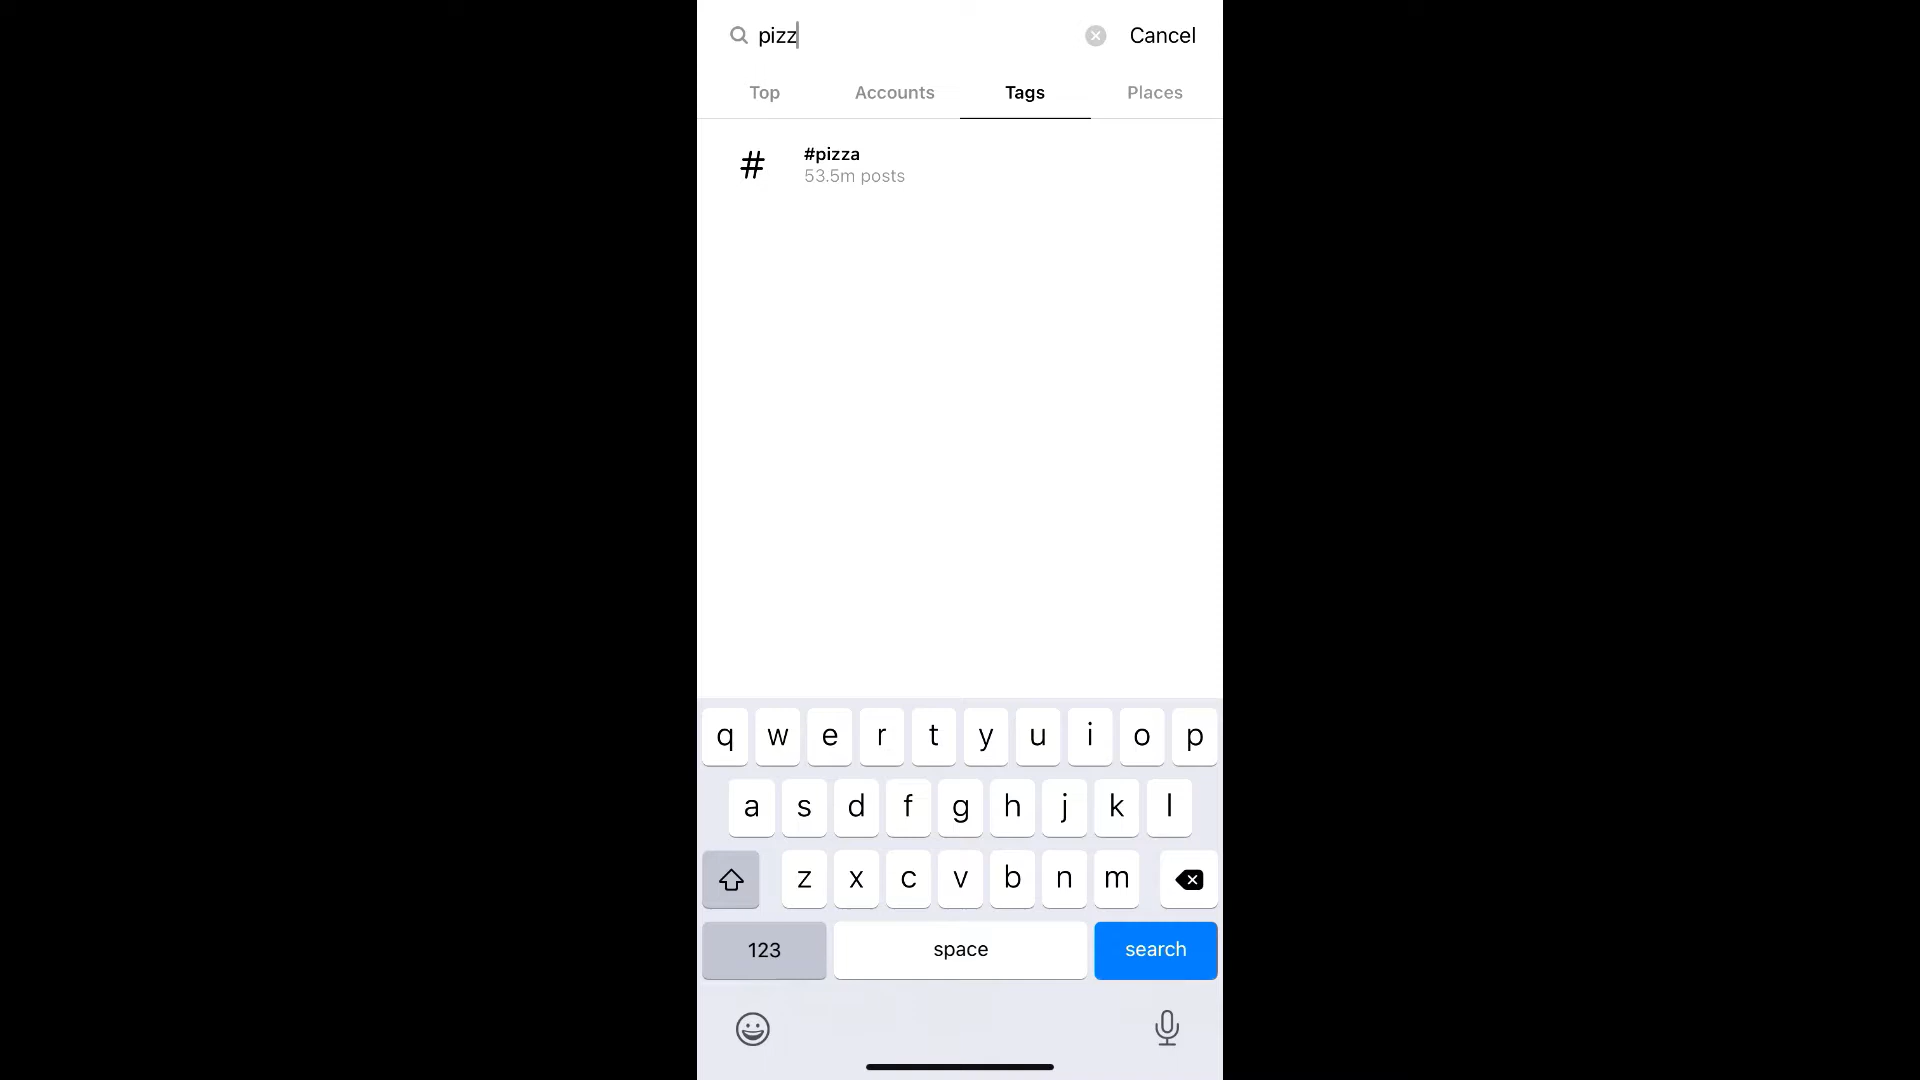 pizz
Cancel
Top Accounts Tags Places
# #pizza
53.5m posts
q w e r t y u i o p
a s d f g h j k l
z x c v b n m
123 space search